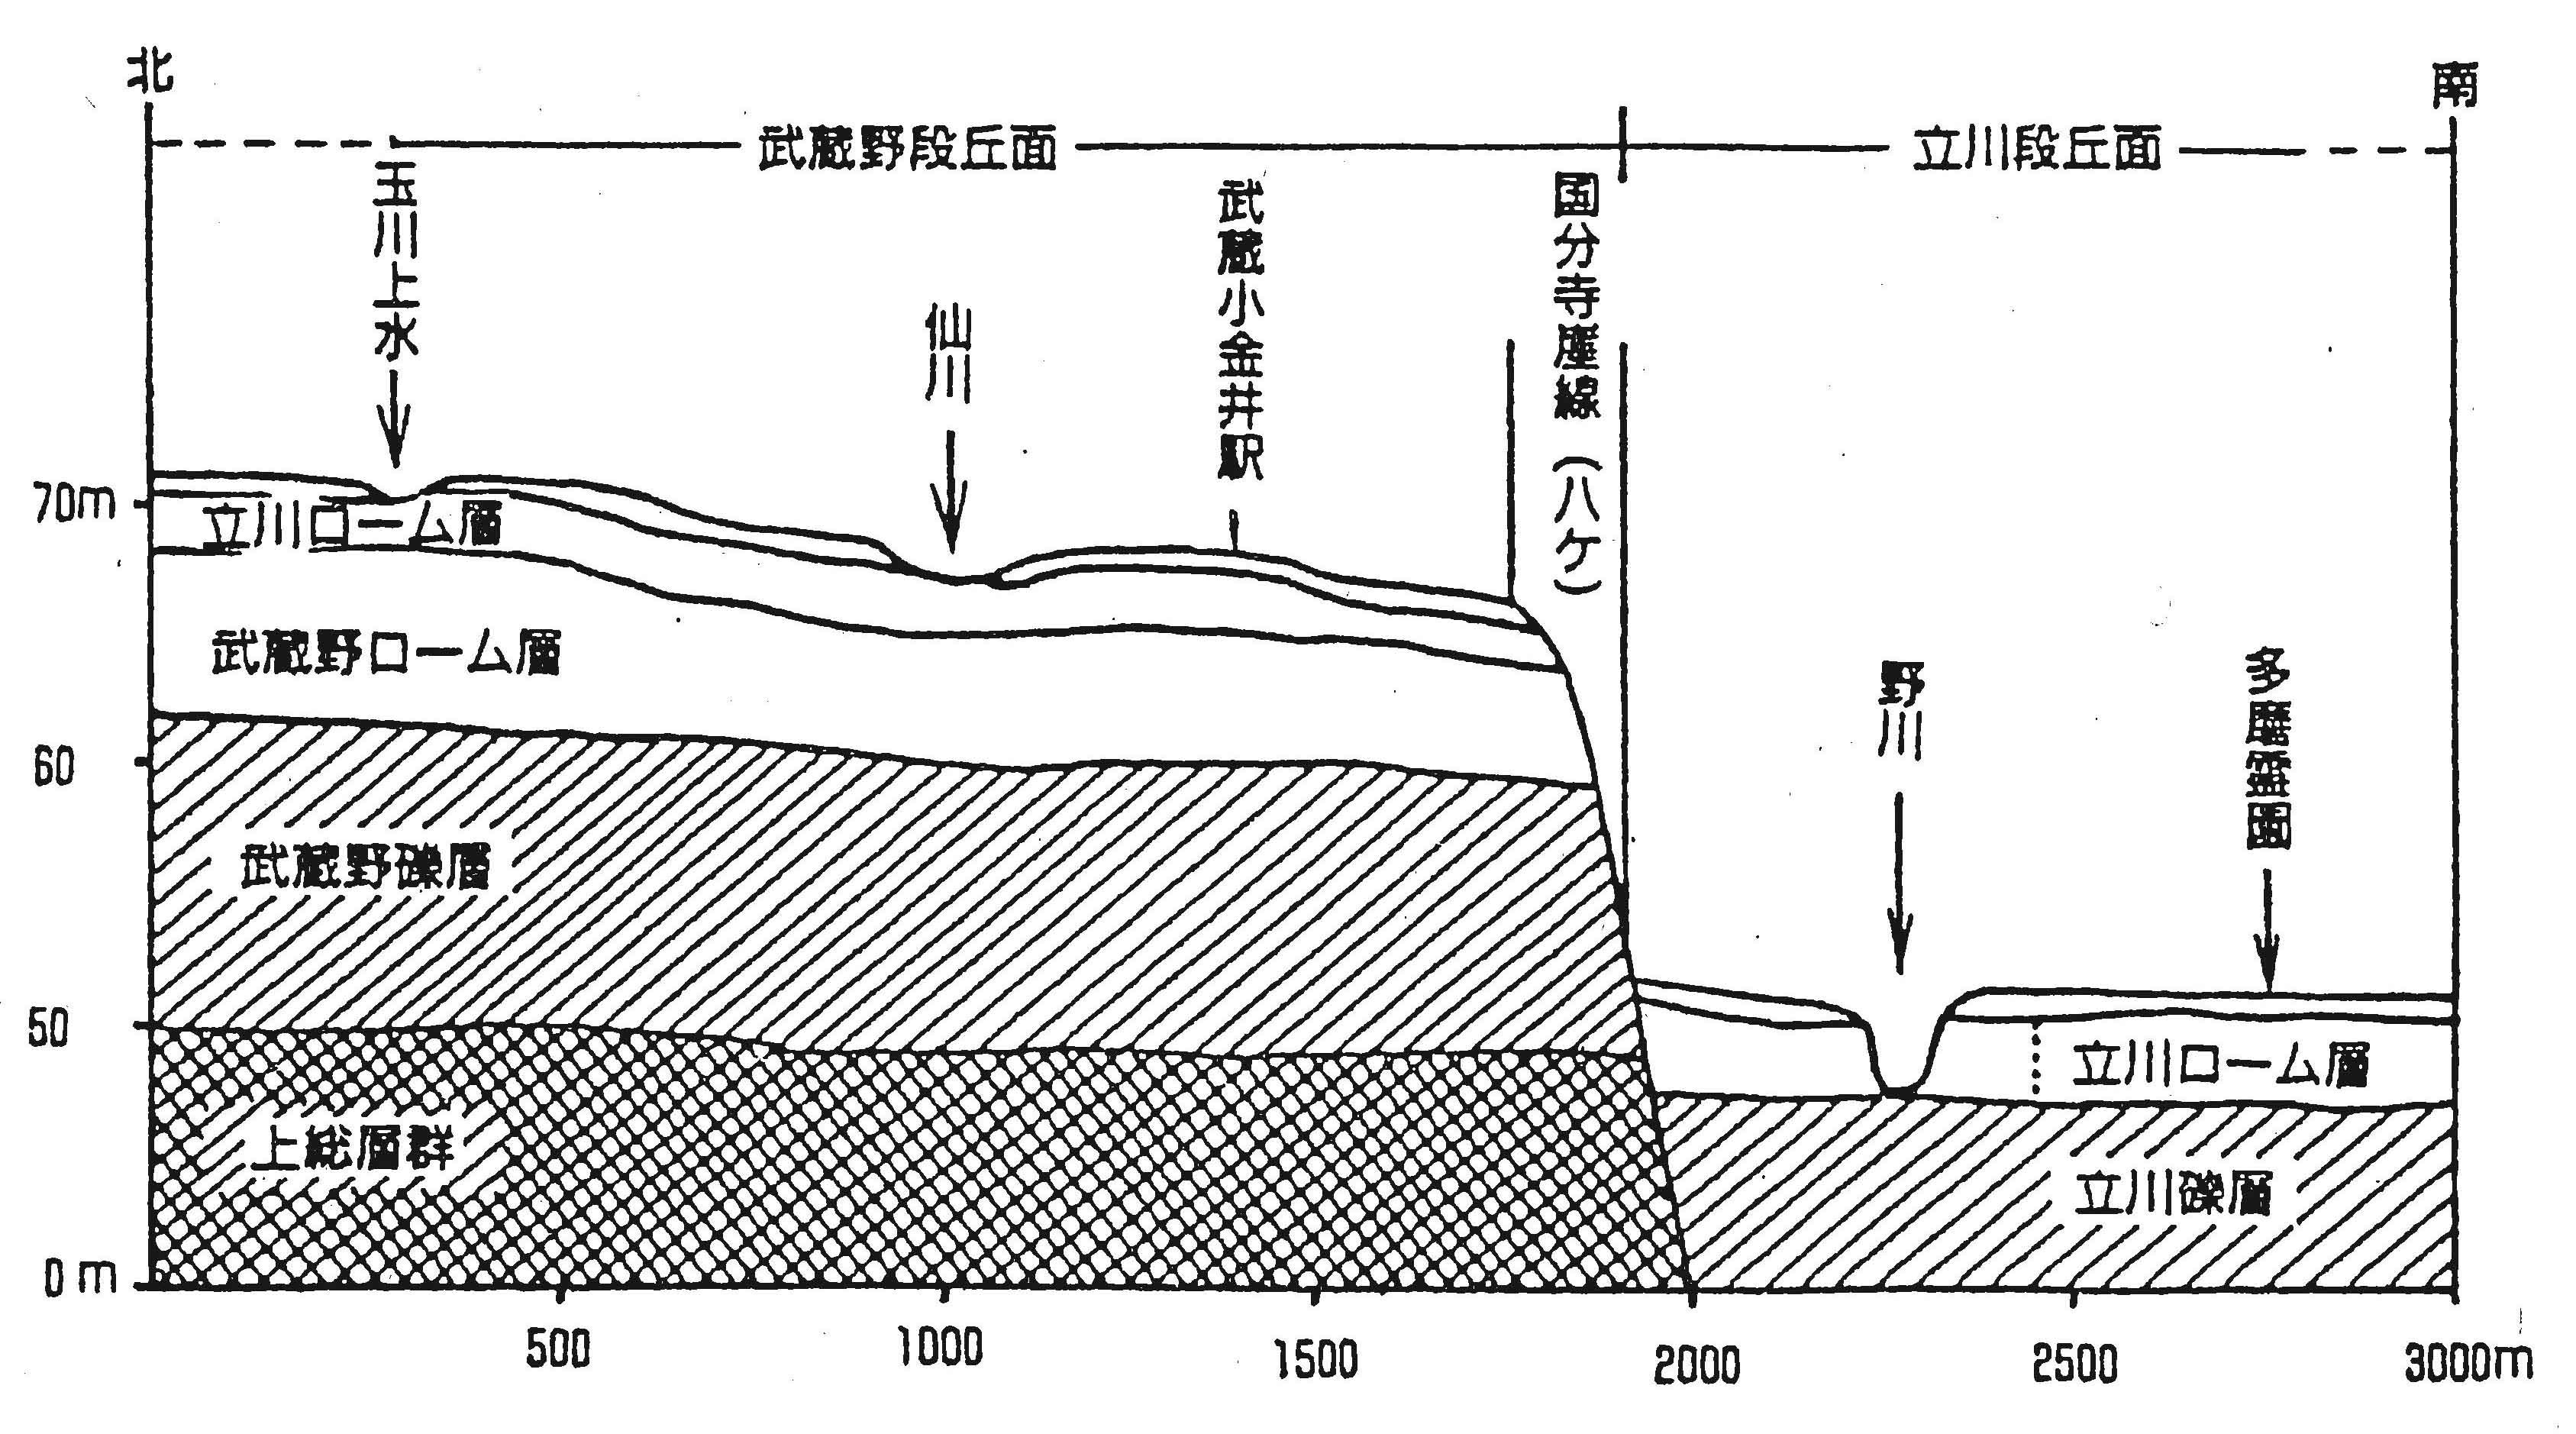 北
南
武蔵野段丘面
立川段丘面
玉川上水
仙川
武蔵小金井駅
国分寺崖線(ハケ)
野川
多磨霊園
70m
立川ローム層
武蔵野ローム層
60
武蔵野礫層
50
立川ローム層
上総層群
立川礫層
0m
500
1000
1500
2000
2500
3000m